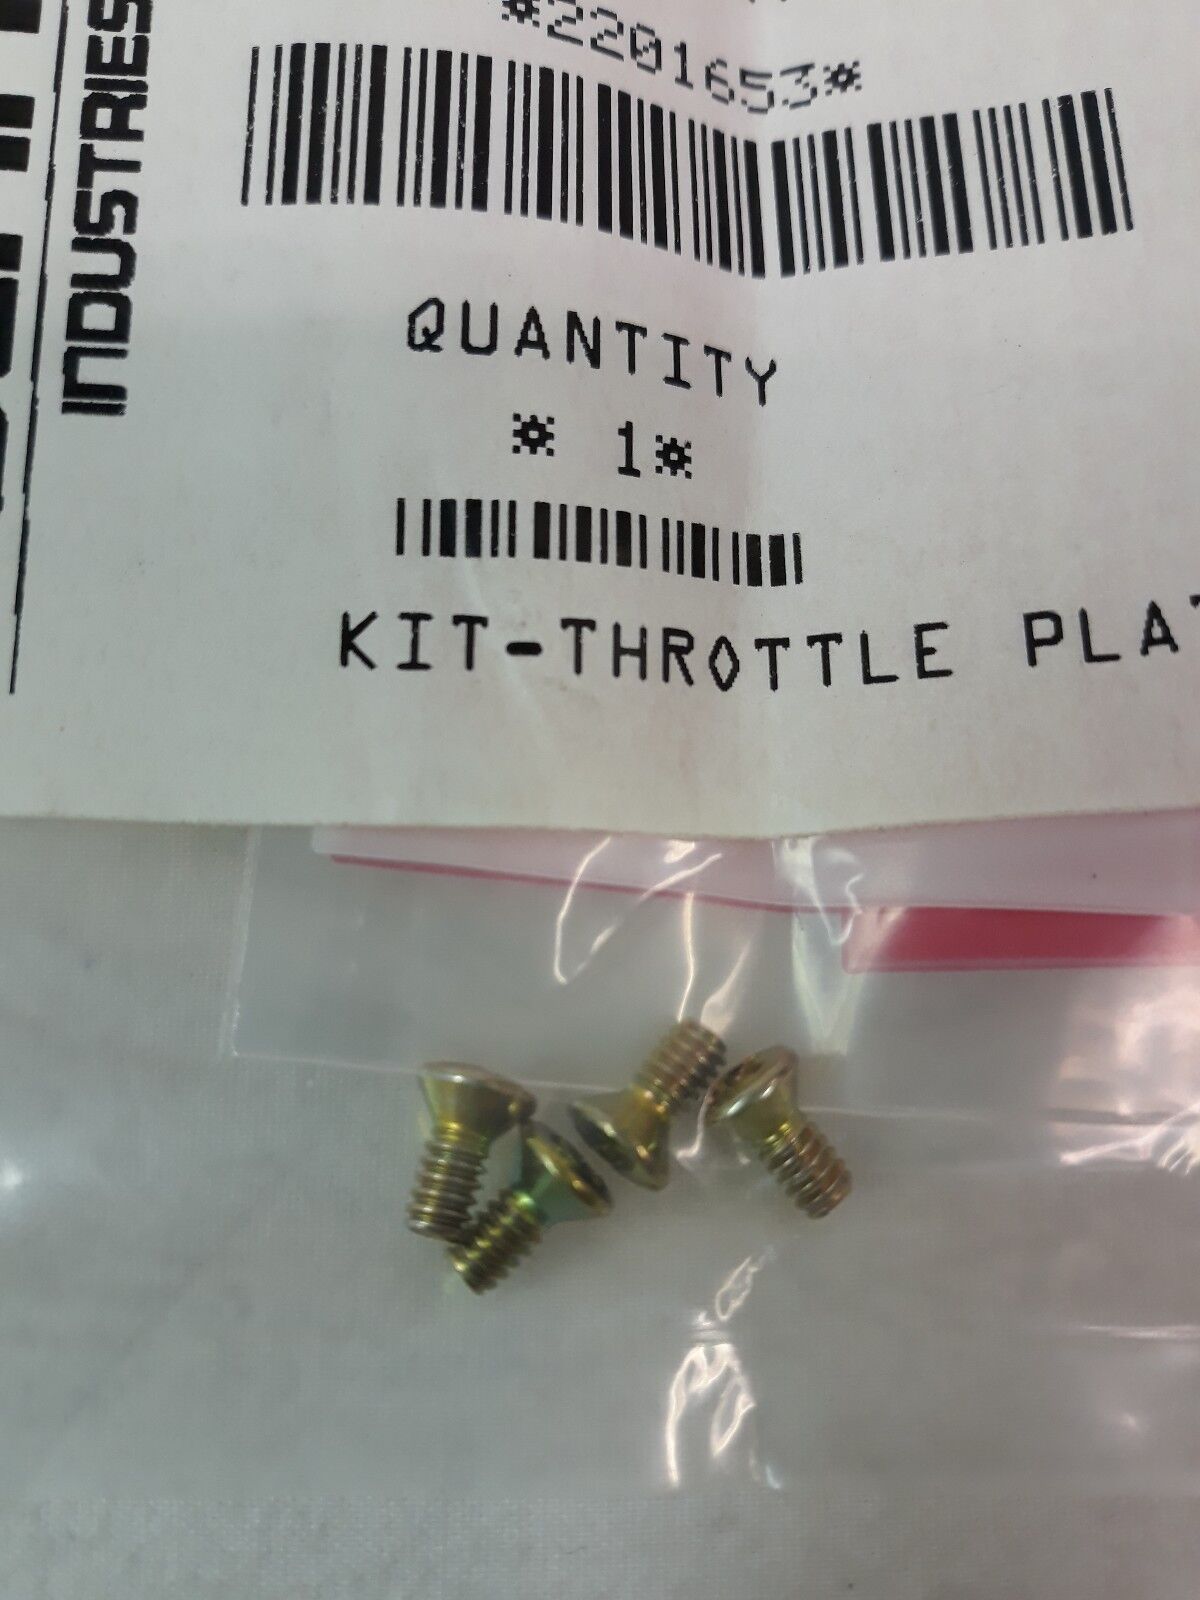 *2201653*
QUANTITY
* 1*
KIT-THROTTLE PLA
INDUSTRIES